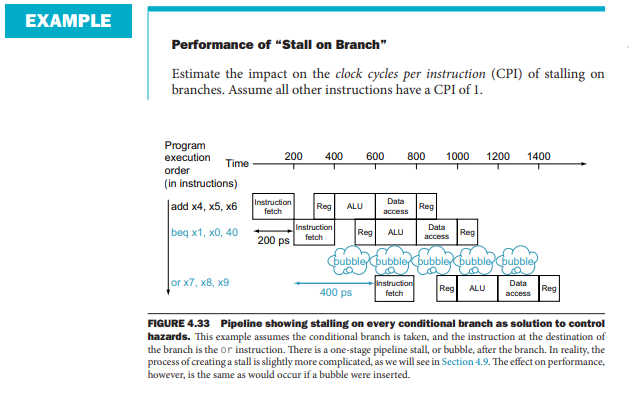 EXAMPLE
Performance of “Stall on Branch”
Estimate the impact on the clock cycles per instruction (CPI) of stalling on
branches. Assume all other instructions have a CPI of 1.
Program
execution
order
(in instructions)
Time
200 400 600 800 1000 1200 1400
add x4, x5, x6
Instruction
fetch
Reg
ALU
Data
access
Reg
beq x1, x0, 40
200 ps
Instruction
fetch
Reg
ALU
Data
access
Reg
bubble bubble bubble bubble bubble
or x7, x8, x9
400 ps
Instruction
fetch
Reg
ALU
Data
access
Reg
FIGURE 4.33 Pipeline showing stalling on every conditional branch as solution to control
hazards. This example assumes the conditional branch is taken, and the instruction at the destination of
the branch is the or instruction. There is a one-stage pipeline stall, or bubble, after the branch. In reality, the
process of creating a stall is slightly more complicated, as we will see in Section 4.9. The effect on performance,
however, is the same as would occur if a bubble were inserted.